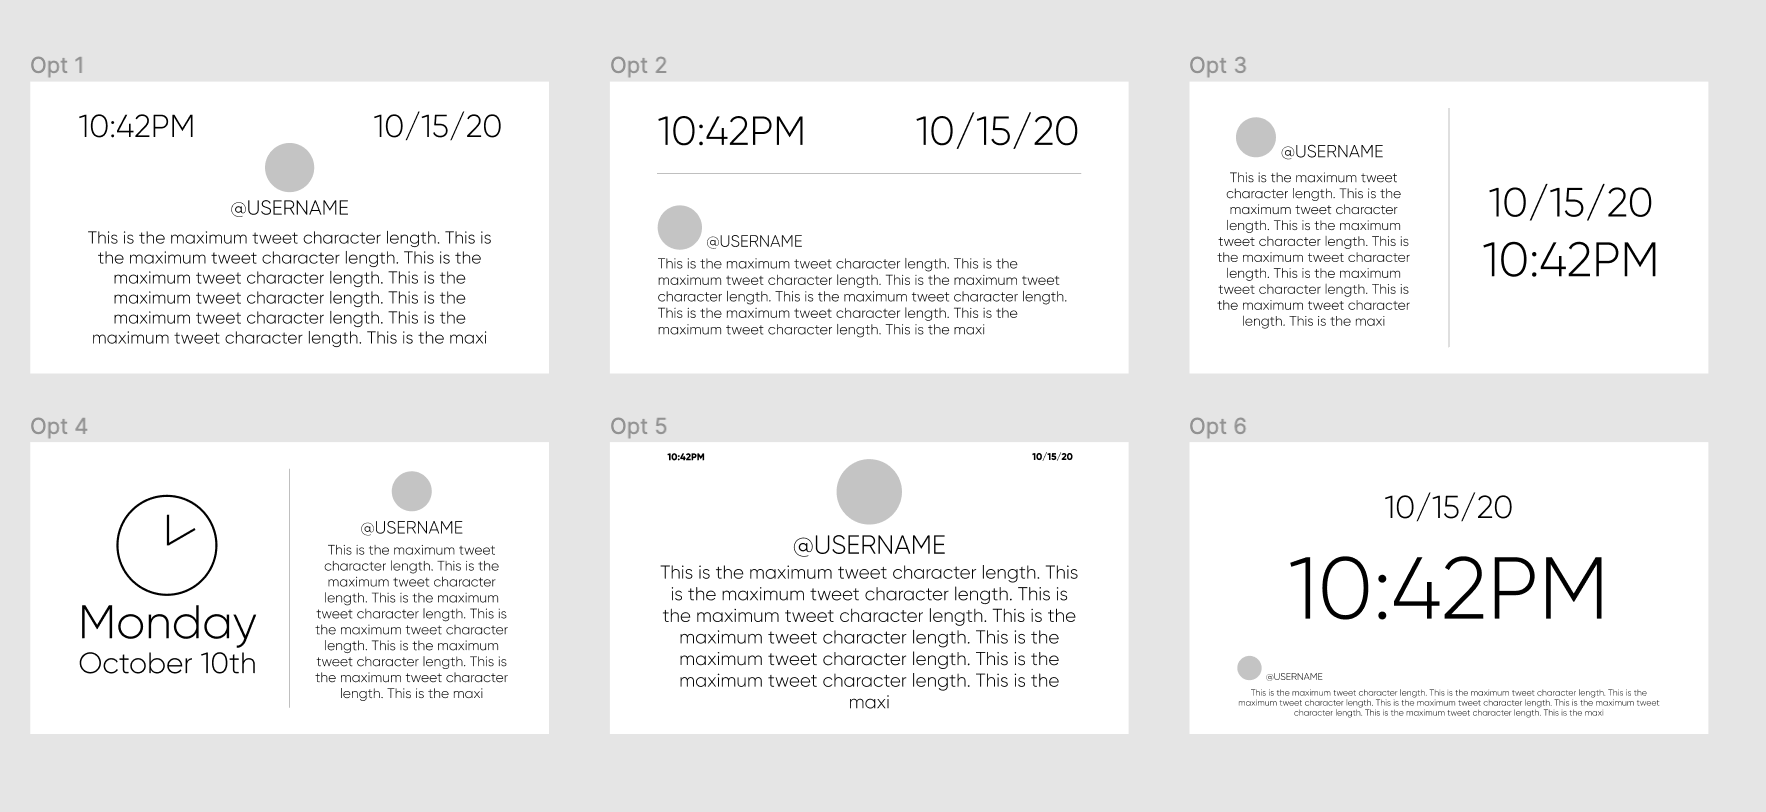 Opt 1
10:42PM
10/15/20
@USERNAME
This is the maximum tweet character length. This is
the maximum tweet character length. This is the
maximum tweet character length. This is the
maximum tweet character length. This is the
maximum tweet character length. This is the
maximum tweet character length. This is the maxi
Opt 2
10:42PM
10/15/20
@USERNAME
This is the maximum tweet character length. This is the
maximum tweet character length. This is the maximum tweet
character length. This is the maximum tweet character length.
This is the maximum tweet character length. This is the
maximum tweet character length. This is the maxi
Opt 3
@USERNAME
This is the maximum tweet
character length. This is the
maximum tweet character
length. This is the maximum
tweet character length. This is
the maximum tweet character
length. This is the maximum
tweet character length. This is
the maximum tweet character
length. This is the maxi
10/15/20
10:42PM
Opt 4
Monday
October 10th
@USERNAME
This is the maximum tweet
character length. This is the
maximum tweet character
length. This is the maximum
tweet character length. This is
the maximum tweet character
length. This is the maximum
tweet character length. This is
the maximum tweet character
length. This is the maxi
Opt 5
10:42PM
10/15/20
@USERNAME
This is the maximum tweet character length. This
is the maximum tweet character length. This is
the maximum tweet character length. This is the
maximum tweet character length. This is the
maximum tweet character length. This is the
maximum tweet character length. This is the
maxi
Opt 6
10/15/20
10:42PM
@USERNAME
This is the maximum tweet character length. This is the maximum tweet character length. This is the
maximum tweet character length. This is the maximum tweet character length. This is the maximum tweet
character length. This is the maximum tweet character length. This is the maxi